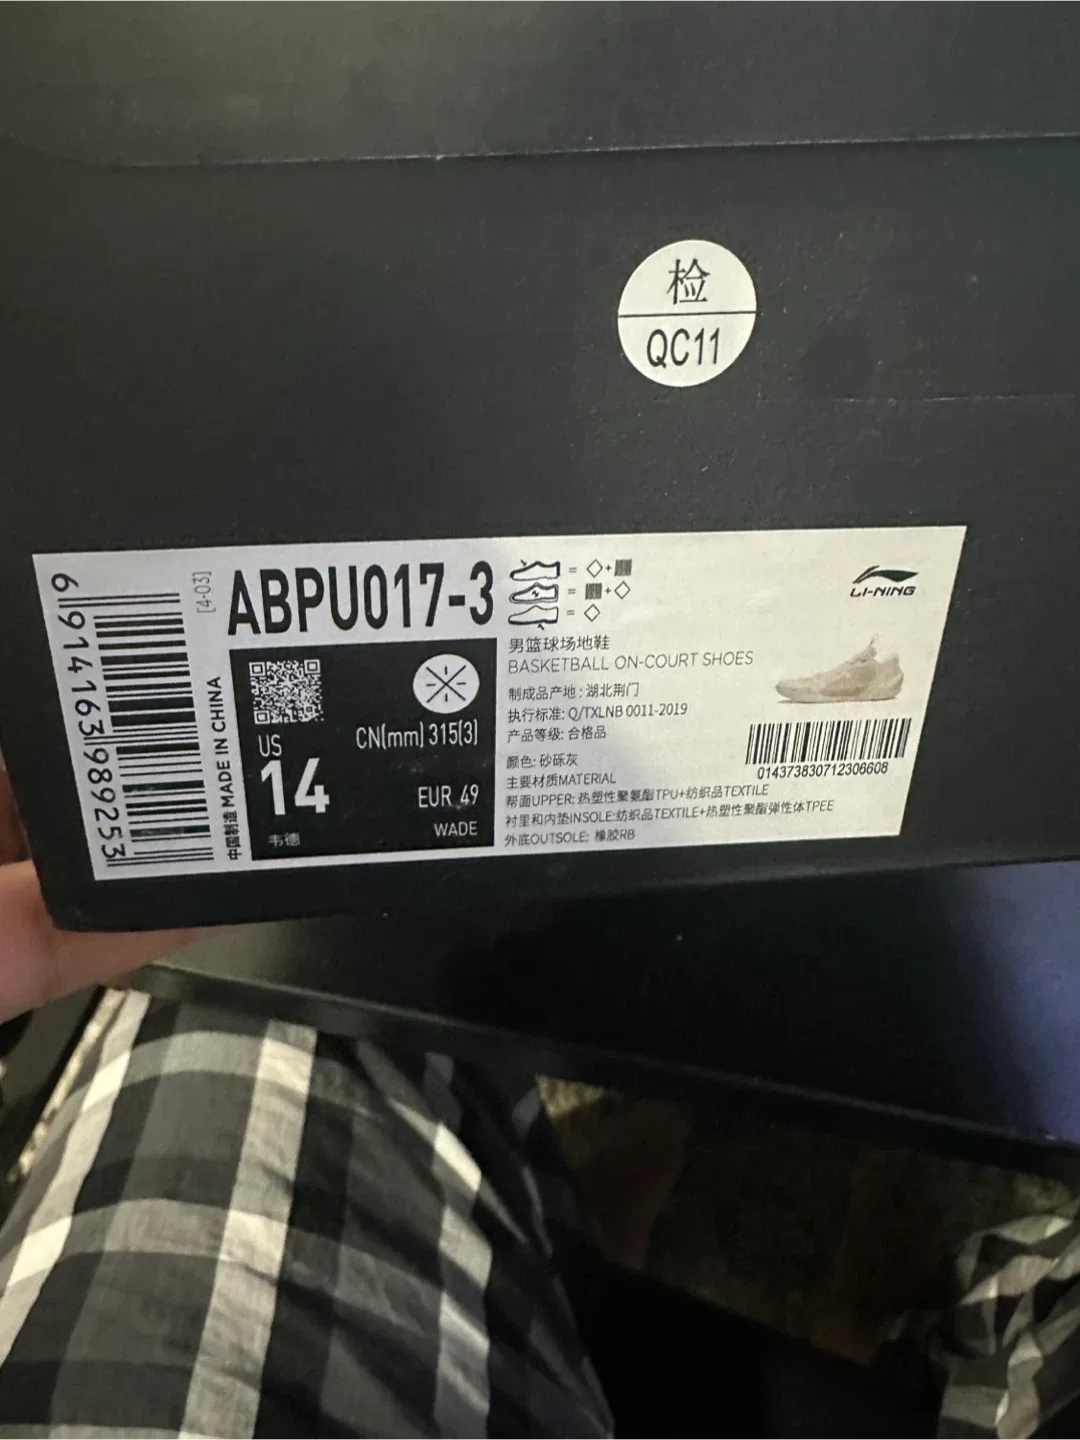 检
QC11
6 914163 989253
[4-03]
中国制造 MADE IN CHINA
ABPU017-3
US
14
韦德
CN(mm) 315(3)
EUR 49
WADE
男篮球场地鞋
BASKETBALL ON-COURT SHOES
制成品产地: 湖北荆门
执行标准: Q/TXLNB 0011-2019
产品等级: 合格品
颜色: 砂砾灰
主要材质MATERIAL
帮面UPPER: 热塑性聚氨酯TPU+纺织品TEXTILE
衬里和内垫INSOLE:纺织品TEXTILE+热塑性聚酯弹性体TPEE
外底OUTSOLE: 橡胶RB
LI-NING
014373830712306608